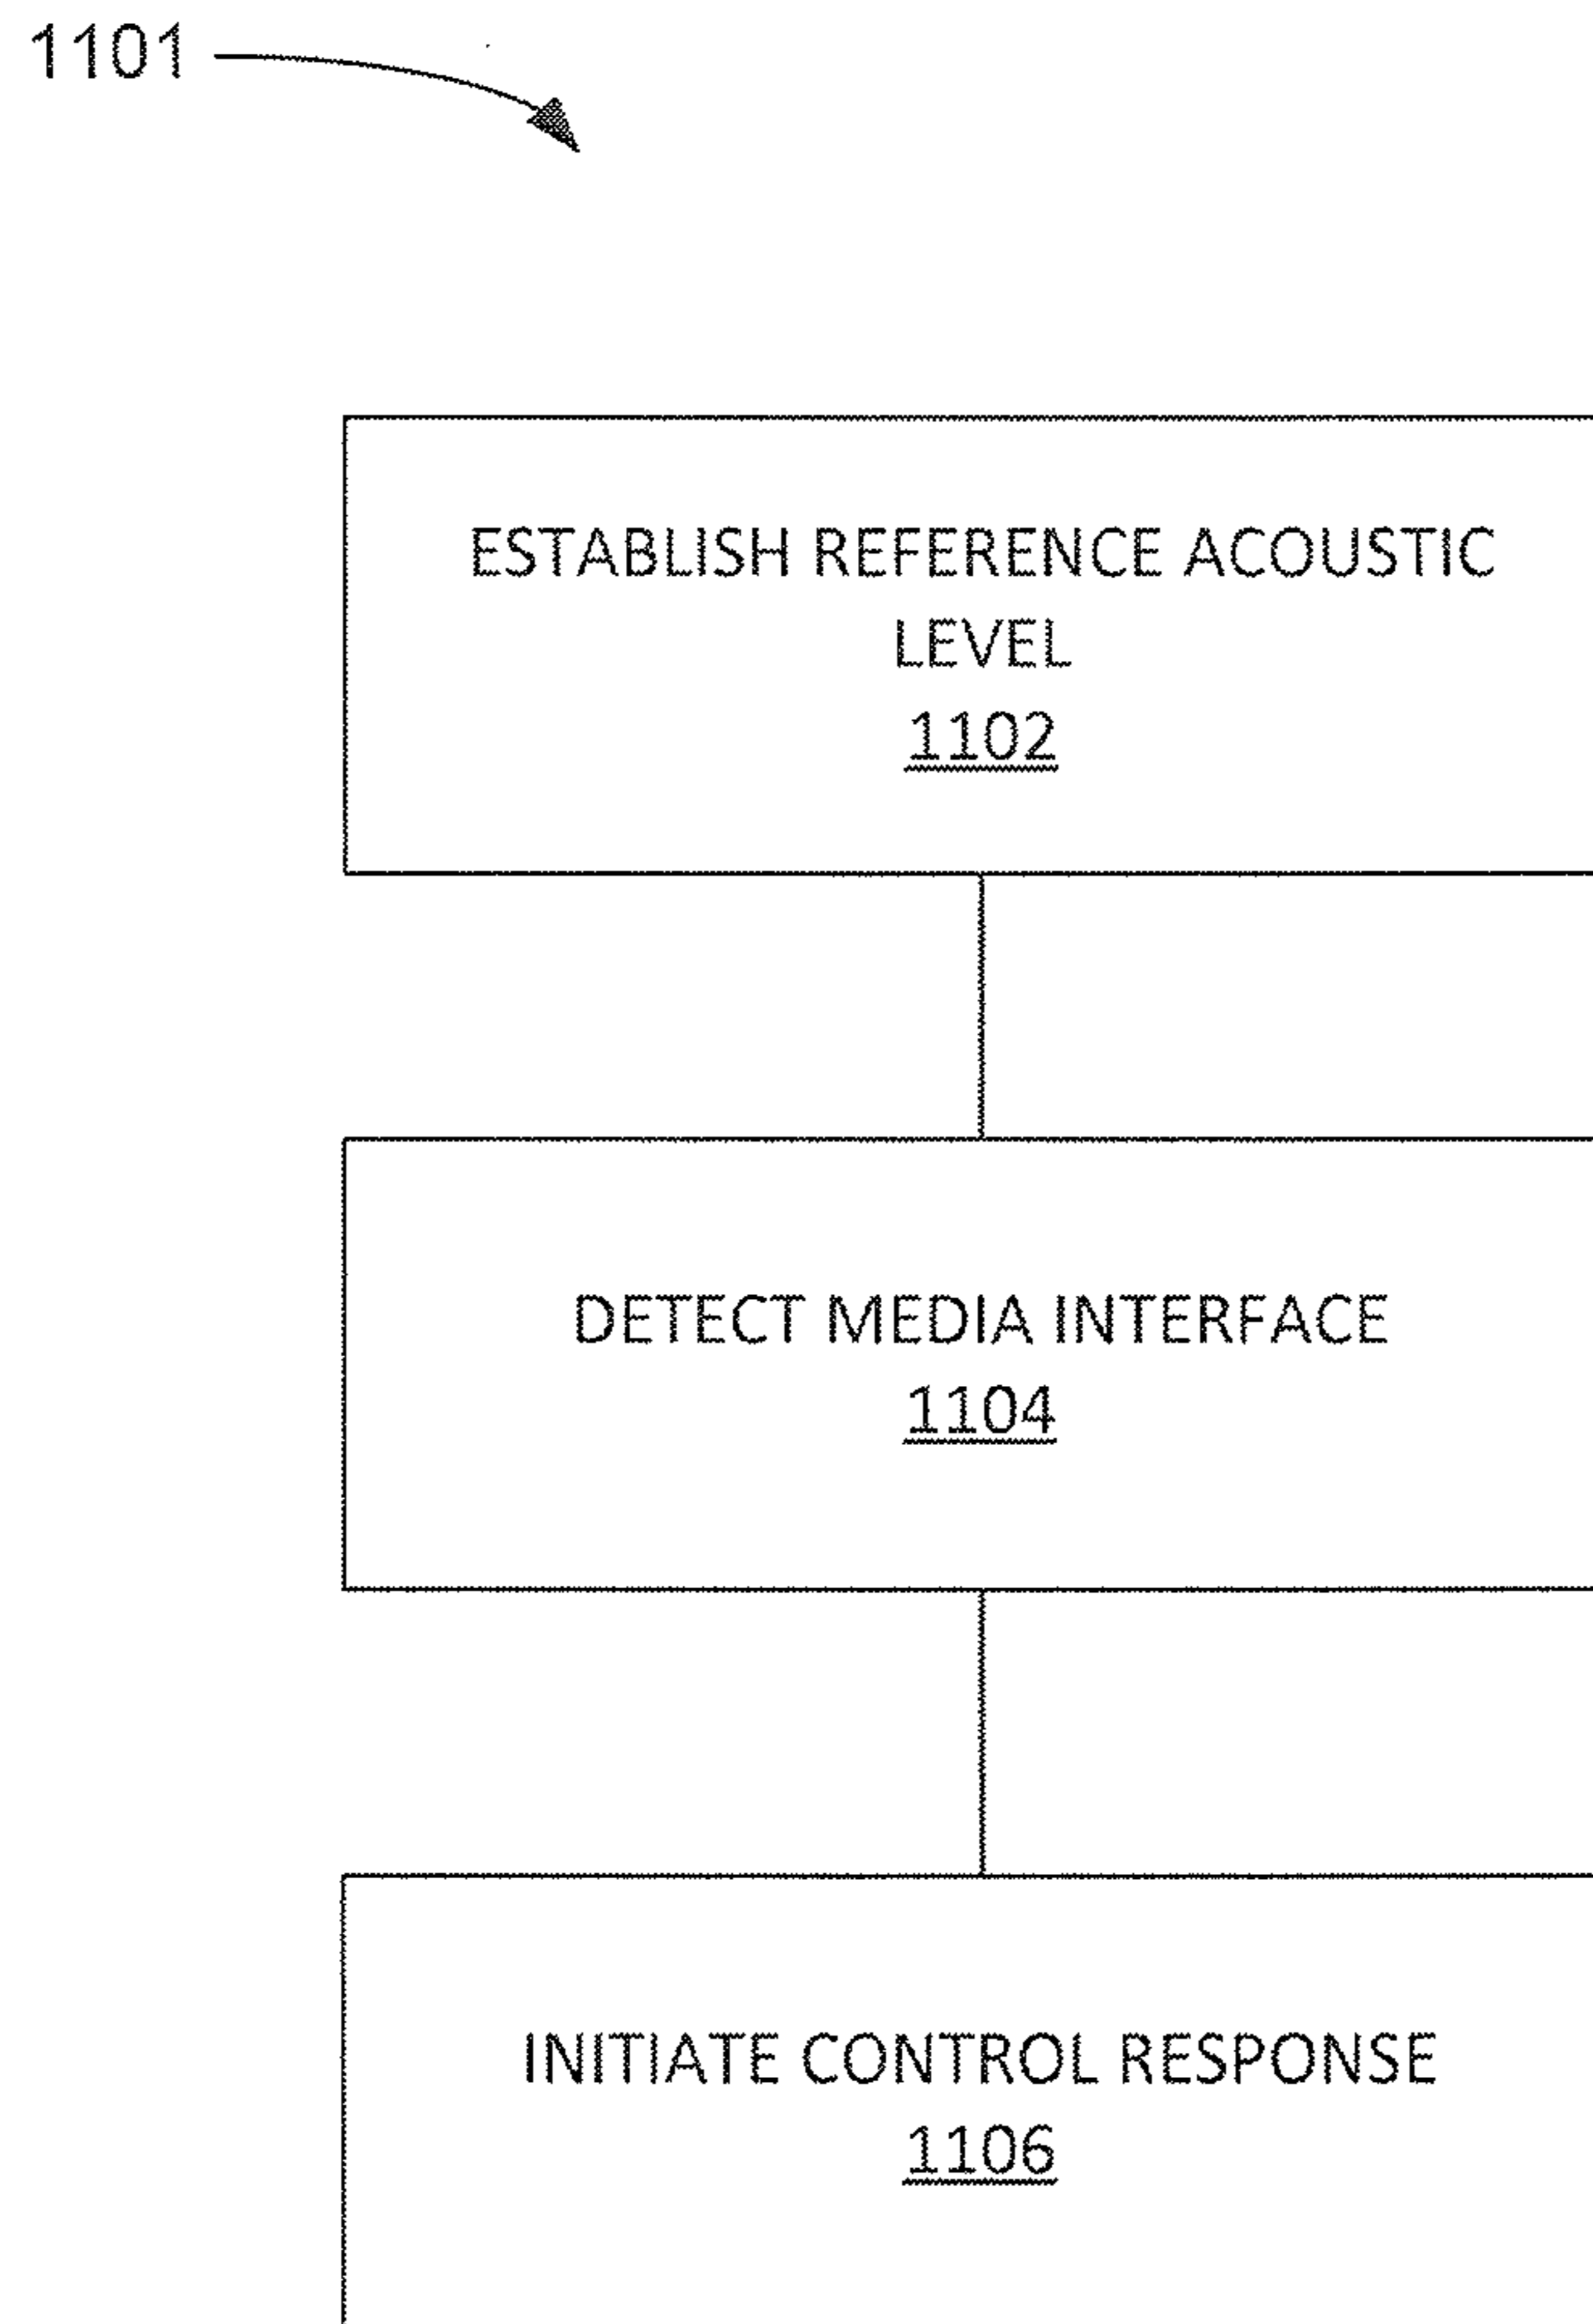 1101
ESTABLISH REFERENCE ACOUSTIC
LEVEL
1102
DETECT MEDIA INTERFACE
1104
INITIATE CONTROL RESPONSE
1106